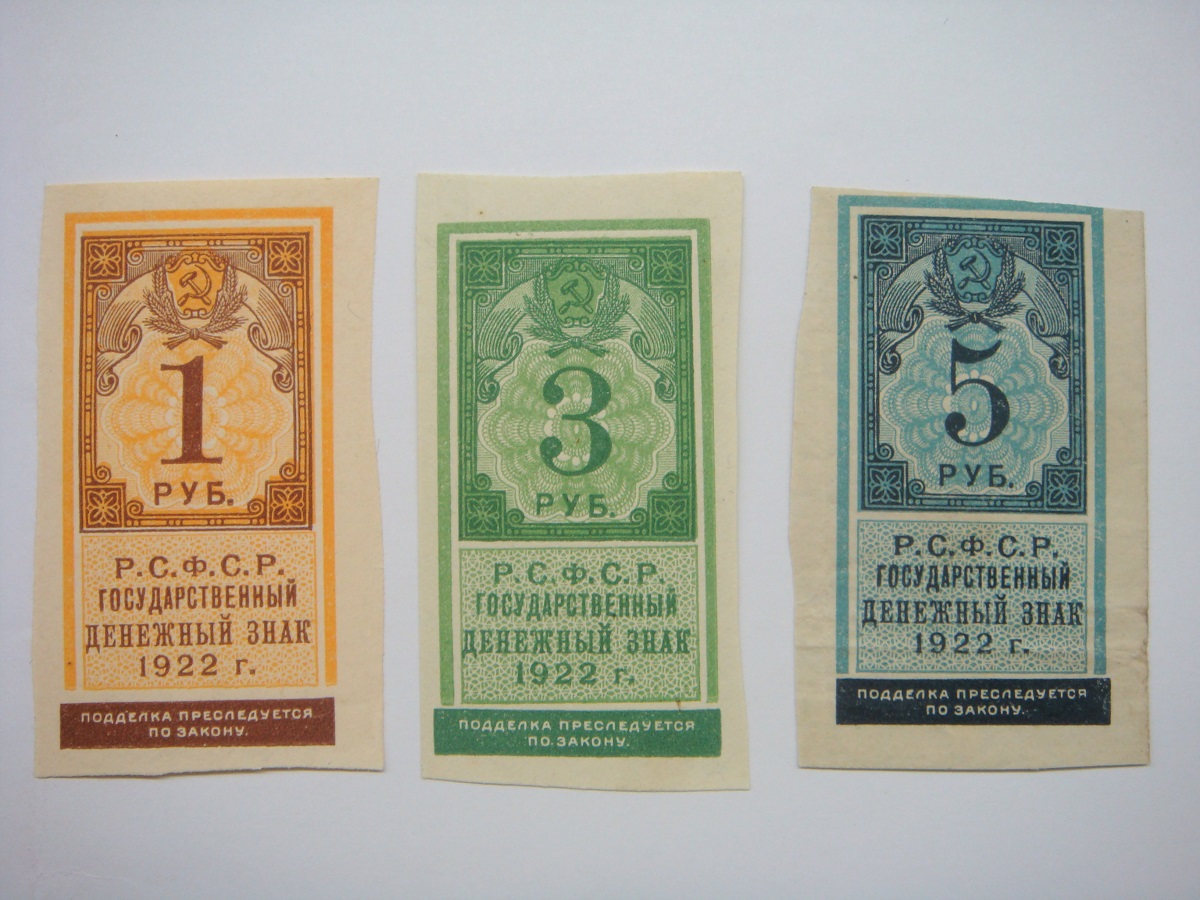 1
РУБ.
Р.С.Ф.С.Р.
ГОСУДАРСТВЕННЫЙ
ДЕНЕЖНЫЙ ЗНАК
1922 г.
ПОДДЕЛКА ПРЕСЛЕДУЕТСЯ
ПО ЗАКОНУ.
3
РУБ.
Р.С.Ф.С.Р.
ГОСУДАРСТВЕННЫЙ
ДЕНЕЖНЫЙ ЗНАК
1922 г.
ПОДДЕЛКА ПРЕСЛЕДУЕТСЯ
ПО ЗАКОНУ.
5
РУБ.
Р.С.Ф.С.Р.
ГОСУДАРСТВЕННЫЙ
ДЕНЕЖНЫЙ ЗНАК
1922 г.
ПОДДЕЛКА ПРЕСЛЕДУЕТСЯ
ПО ЗАКОНУ.